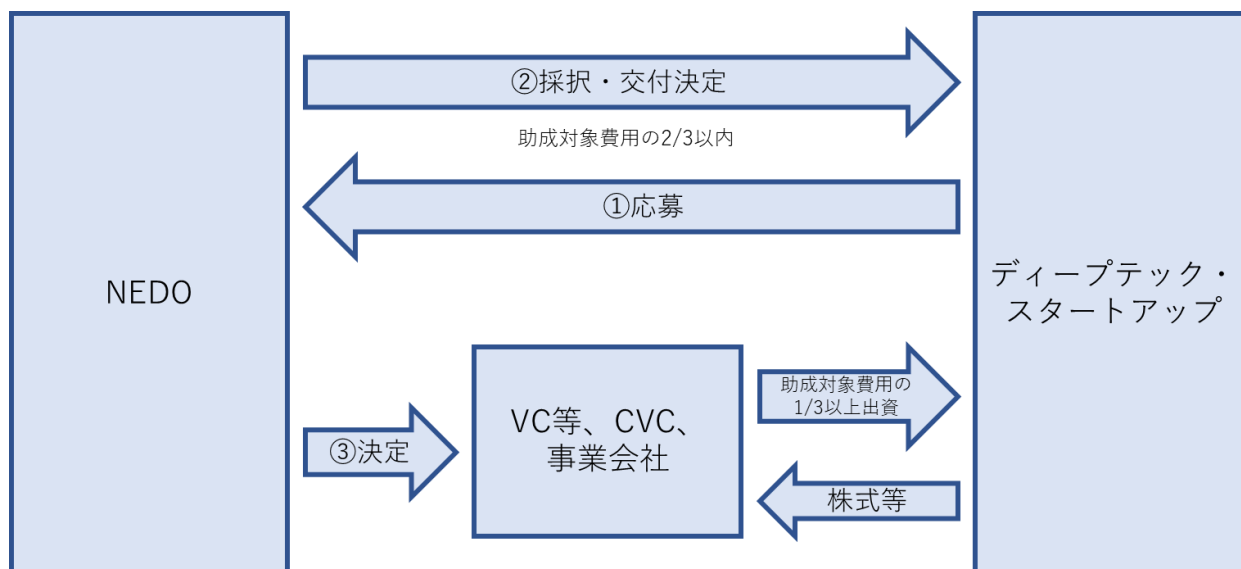 ②採択・交付決定
助成対象費用の2/3以内
①応募
NEDO
ディープテック・
スタートアップ
VC等、CVC、
事業会社
助成対象費用の
1/3以上出資
③決定
株式等